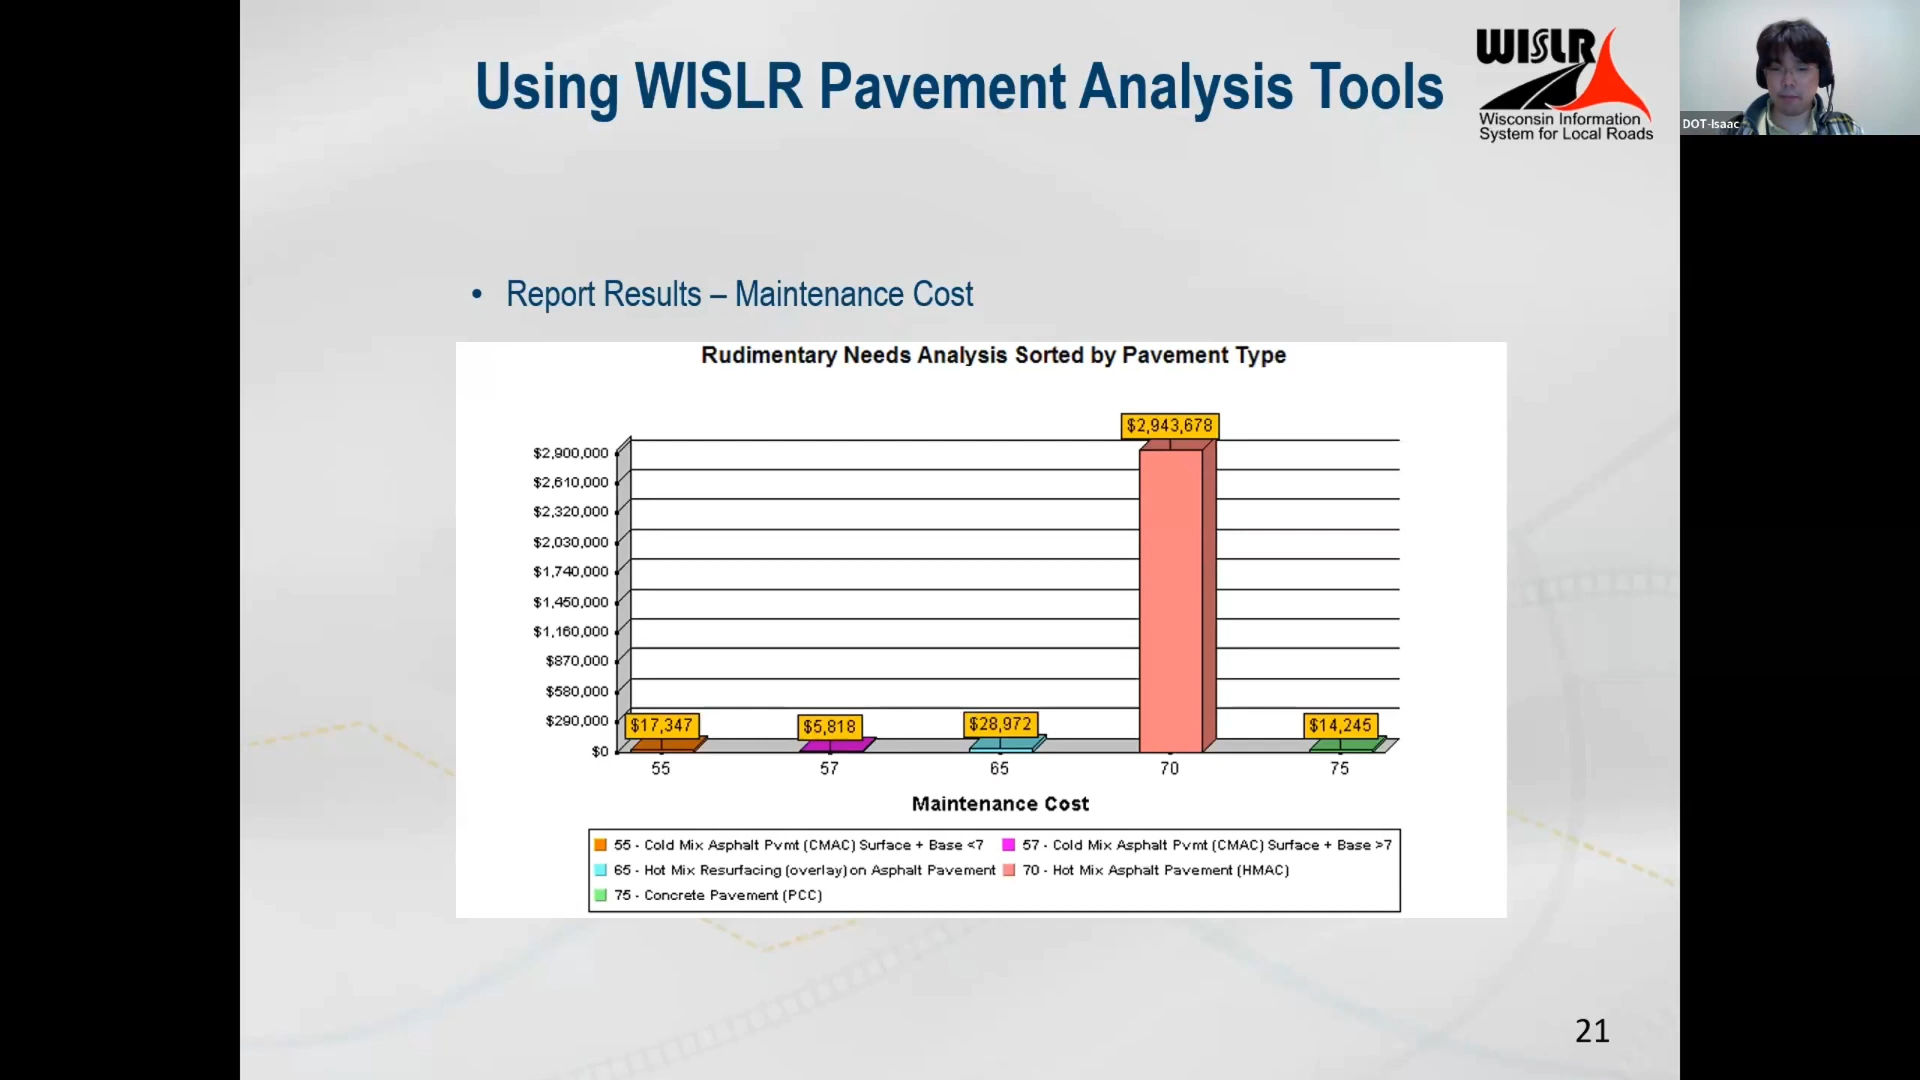 Using WISLR Pavement Analysis Tools
WISLR
Wisconsin Information
System for Local Roads
DOT-Isaac
• Report Results – Maintenance Cost
Rudimentary Needs Analysis Sorted by Pavement Type
$2,943,678
$2,900,000
$2,610,000
$2,320,000
$2,030,000
$1,740,000
$1,450,000
$1,160,000
$870,000
$580,000
$290,000
$17,347 $5,818 $28,972 $14,245
$0
55 57 65 70 75
Maintenance Cost
55 - Cold Mix Asphalt Pvmt (CMAC) Surface + Base <7 57 - Cold Mix Asphalt Pvmt (CMAC) Surface + Base >7
65 - Hot Mix Resurfacing (overlay) on Asphalt Pavement 70 - Hot Mix Asphalt Pavement (HMAC)
75 - Concrete Pavement (PCC)
21